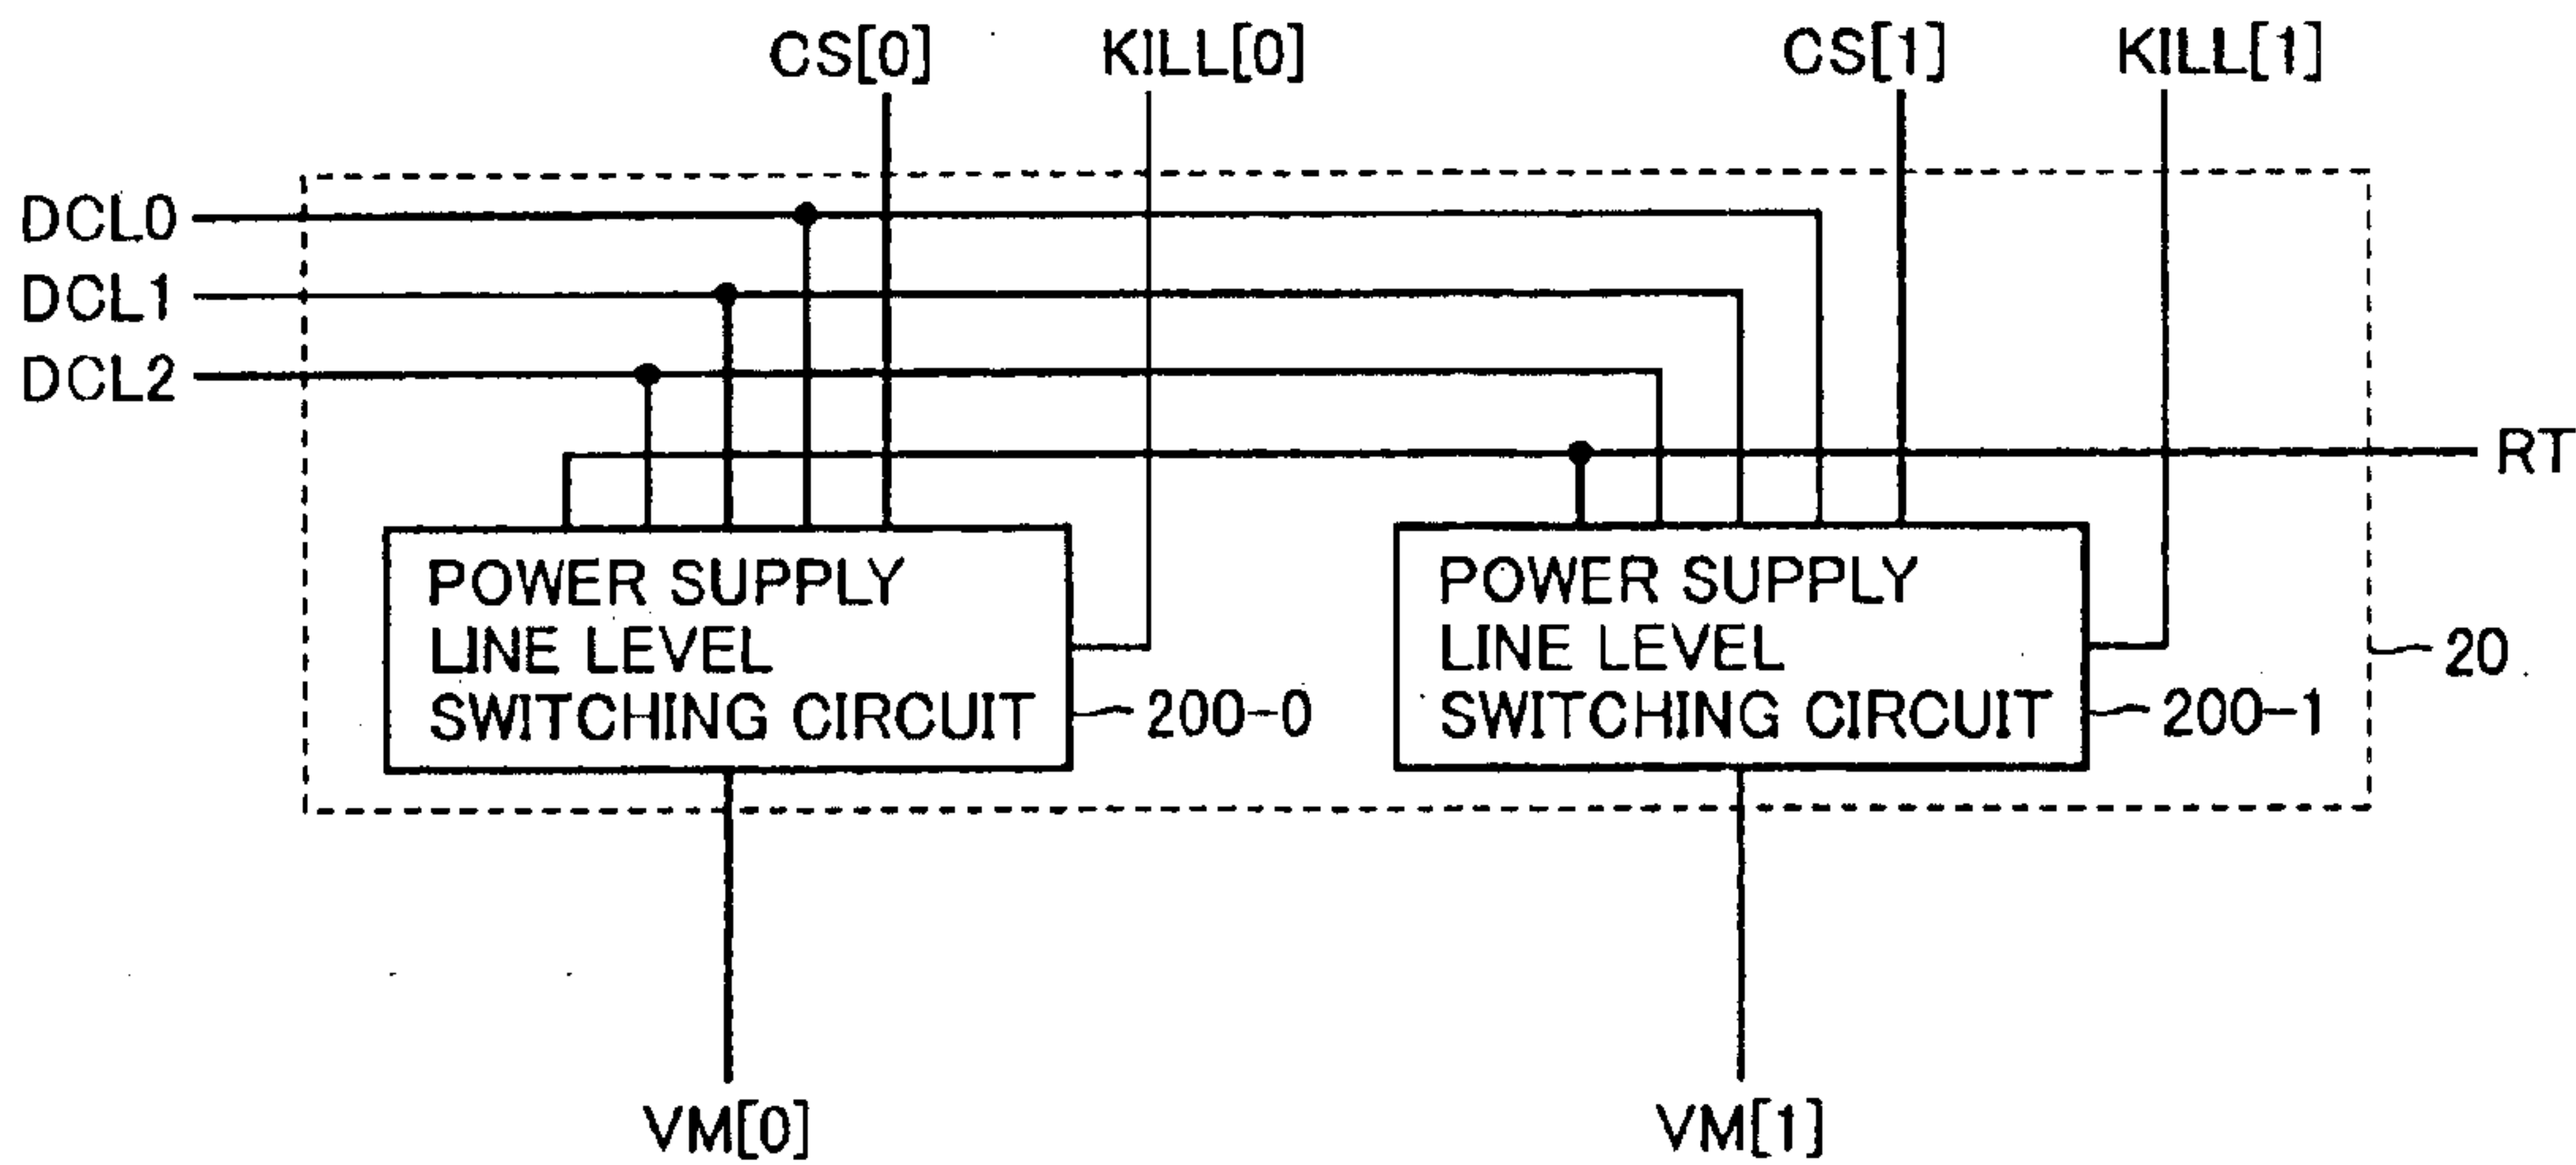 CS[0] KILL[0] CS[1] KILL[1]
DCL0
DCL1
DCL2
RT
POWER SUPPLY
LINE LEVEL
SWITCHING CIRCUIT
200-0
POWER SUPPLY
LINE LEVEL
SWITCHING CIRCUIT
200-1
20
VM[0] VM[1]